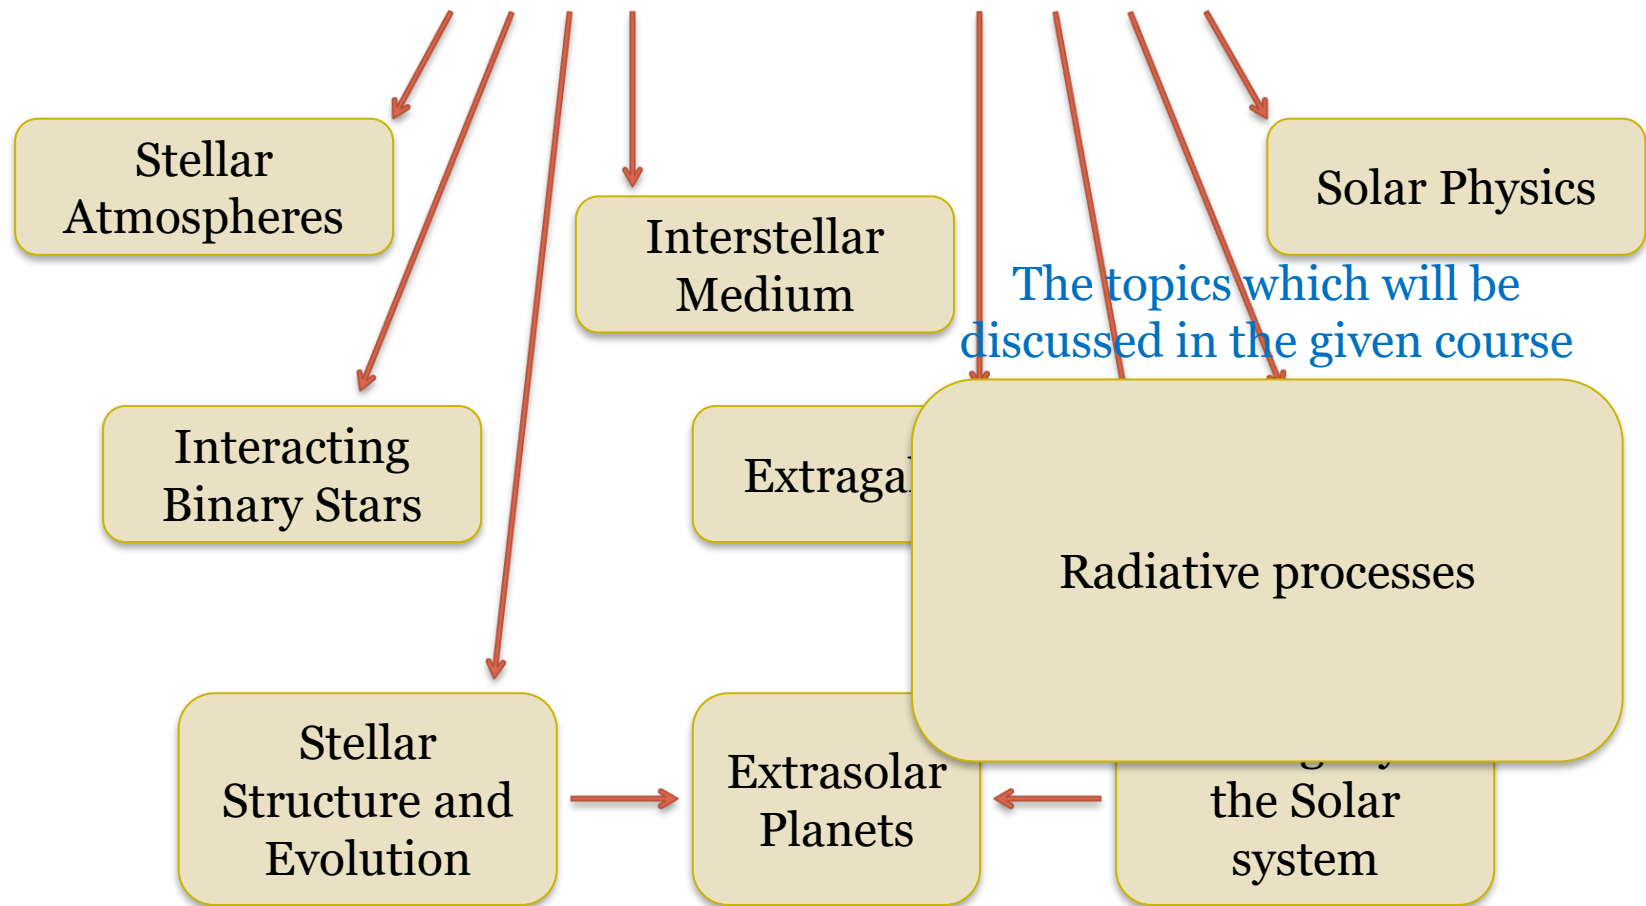 Stellar
Atmospheres
Solar Physics
Interstellar
Medium
The topics which will be
discussed in the given course
Interacting
Binary Stars
Radiative processes
Stellar
Structure and
Evolution
Extrasolar
Planets
the Solar
system